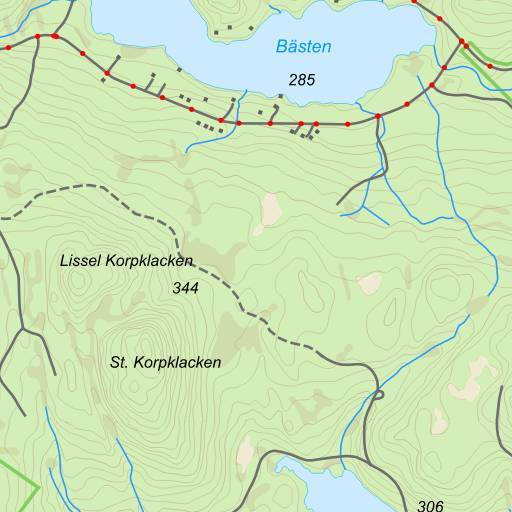 Bästen
285
Lissel Korpklacken
344
St. Korpklacken
306